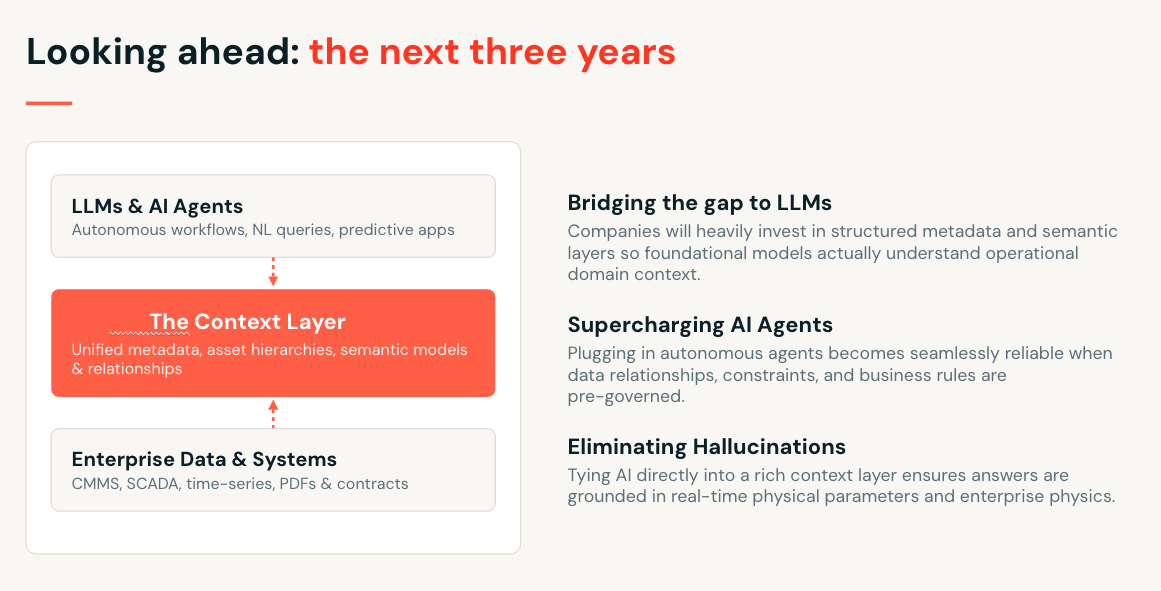 Looking ahead: the next three years
LLMs & AI Agents
Autonomous workflows, NL queries, predictive apps
The Context Layer
Unified metadata, asset hierarchies, semantic models
& relationships
Enterprise Data & Systems
CMMS, SCADA, time-series, PDFs & contracts
Bridging the gap to LLMs
Companies will heavily invest in structured metadata and semantic
layers so foundational models actually understand operational
domain context.
Supercharging AI Agents
Plugging in autonomous agents becomes seamlessly reliable when
data relationships, constraints, and business rules are
pre-governed.
Eliminating Hallucinations
Tying AI directly into a rich context layer ensures answers are
grounded in real-time physical parameters and enterprise physics.